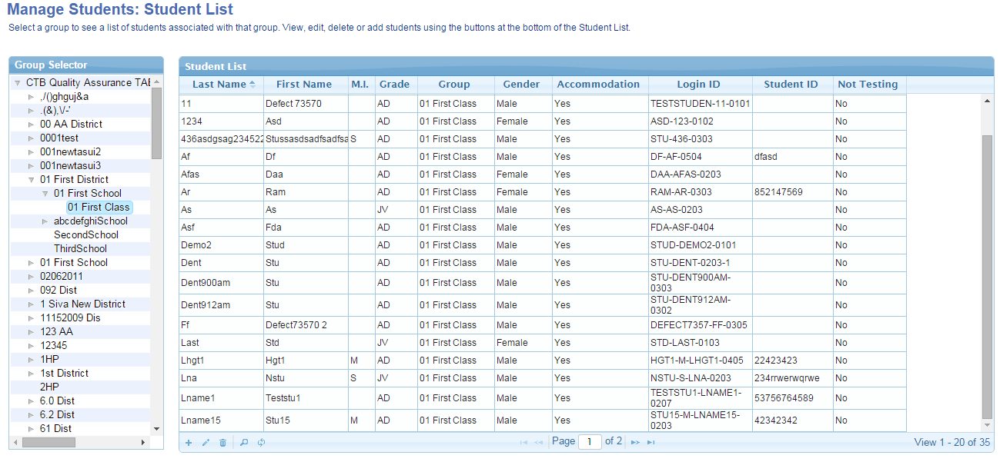 Manage Students: Student List
Select a group to see a list of students associated with that group. View, edit, delete or add students using the buttons at the bottom of the Student List.
Group Selector
CTB Quality Assurance TAB
,/()ghguj&a
.(&),\/-'
00 AA District
0001test
001newtasui2
001newtasui3
01 First District
01 First School
01 First Class
abcdefghiSchool
SecondSchool
ThirdSchool
01 First School
02062011
092 Dist
1 Siva New District
11152009 Dis
123 AA
12345
1HP
1st District
2HP
6.0 Dist
6.2 Dist
61 Dist
Student List
Last Name First Name M.I. Grade Group Gender Accommodation Login ID Student ID Not Testing
11 Defect 73570 AD 01 First Class Male Yes TESTSTUDEN-11-0101 No
1234 Asd AD 01 First Class Female Yes ASD-123-0102 No
436asdgsag234522 Stussasdsadfsadfsa S AD 01 First Class Male Yes STU-436-0303 No
Af Df AD 01 First Class Male Yes DF-AF-0504 dfasd No
Afas Daa AD 01 First Class Female Yes DAA-AFAS-0203 No
Ar Ram AD 01 First Class Female Yes RAM-AR-0303 852147569 No
As As JV 01 First Class Male Yes AS-AS-0203 No
Asf Fda AD 01 First Class Male Yes FDA-ASF-0404 No
Demo2 Stud AD 01 First Class Male Yes STUD-DEMO2-0101 No
Dent Stu AD 01 First Class Male Yes STU-DENT-0203-1 No
Dent900am Stu AD 01 First Class Male Yes STU-DENT900AM-
0303 No
Dent912am Stu AD 01 First Class Male Yes STU-DENT912AM-
0302 No
Ff Defect73570 2 AD 01 First Class Male Yes DEFECT7357-FF-0305 No
Last Std JV 01 First Class Female Yes STD-LAST-0103 No
Lhgt1 Hgt1 M AD 01 First Class Male Yes HGT1-M-LHGT1-0405 22423423 No
Lna Nstu S JV 01 First Class Male Yes NSTU-S-LNA-0203 234rrwerwqrwe No
Lname1 Teststu1 AD 01 First Class Male Yes TESTSTU1-LNAME1-
0207 53756764589 No
Lname15 Stu15 M AD 01 First Class Male Yes STU15-M-LNAME15-
0203 42342342 No
Page 1 of 2
View 1 - 20 of 35